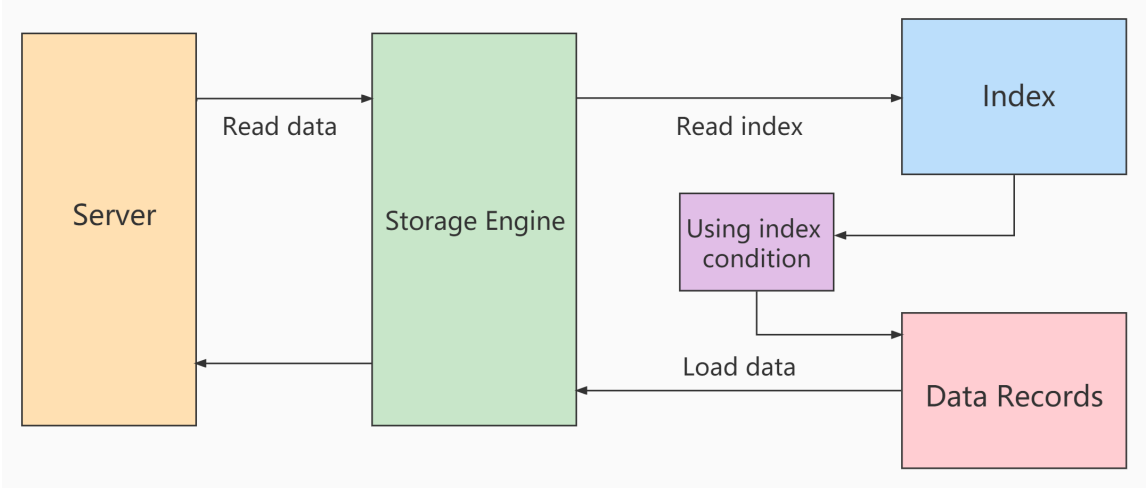 Server
Read data
Storage Engine
Read index
Index
Using index
condition
Load data
Data Records